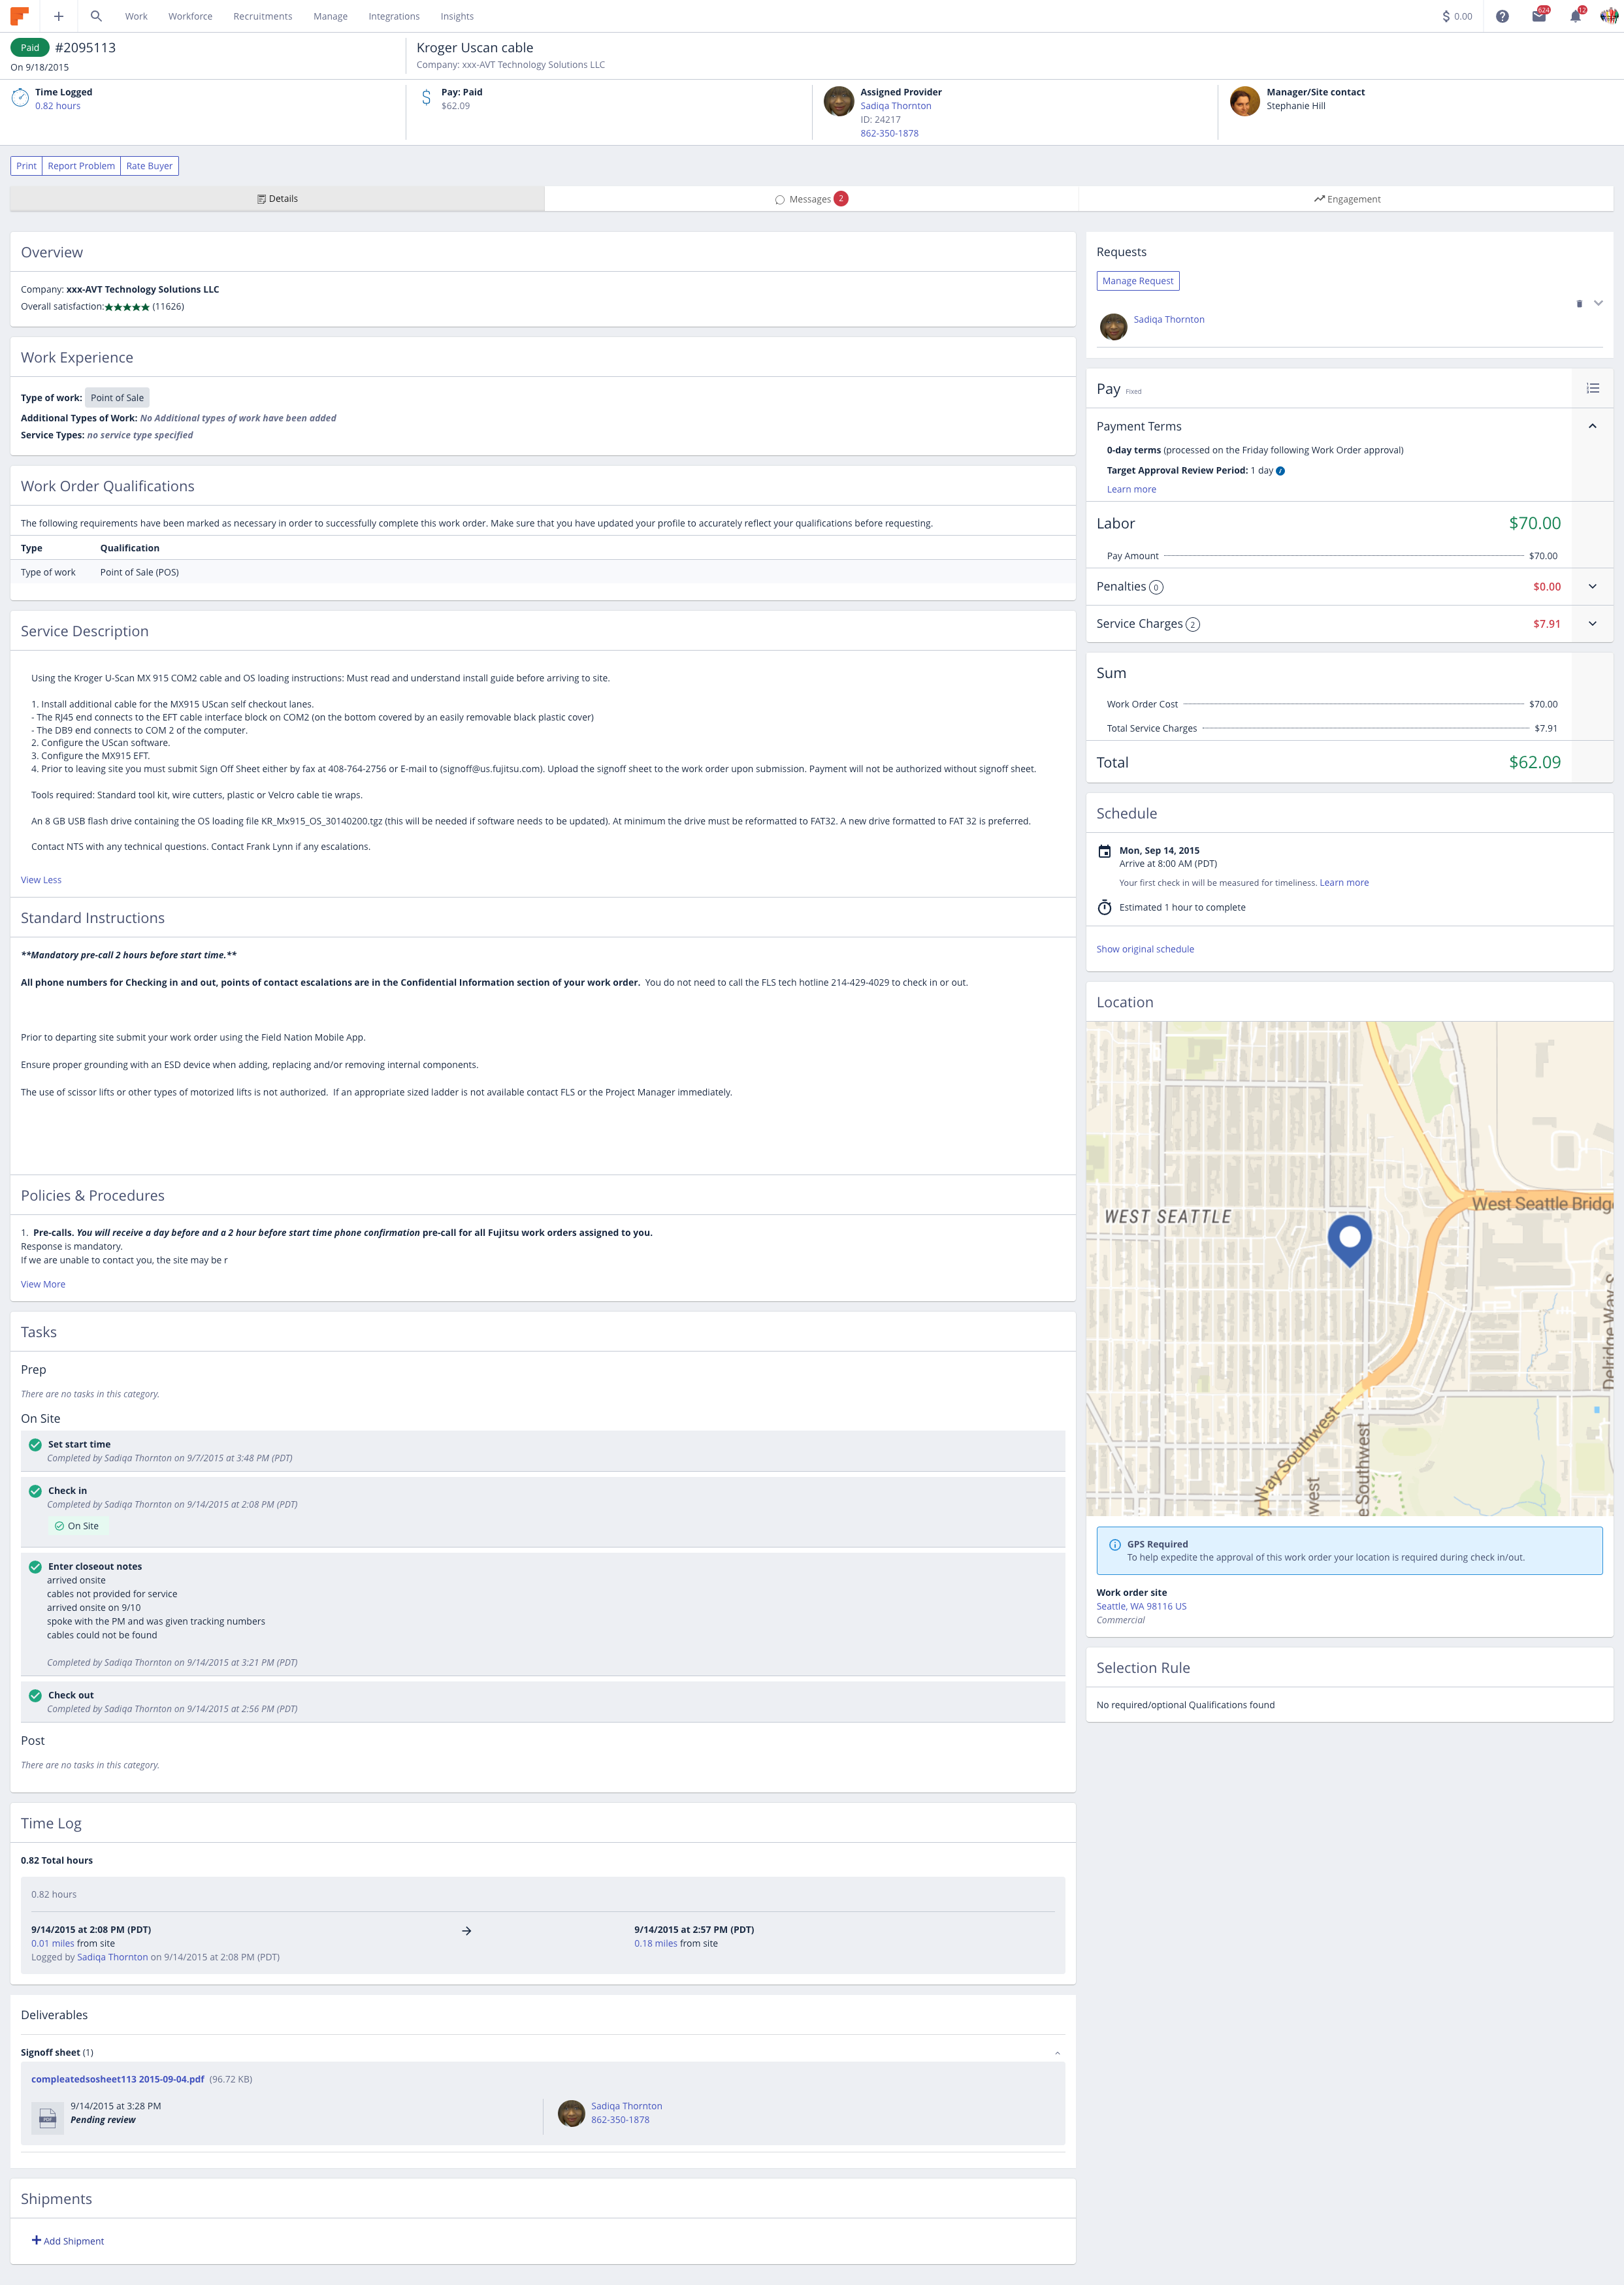 Work Workforce Recruitments Manage Integrations Insights
$ 0.00
624
12
Paid #2095113
On 9/18/2015
Kroger Uscan cable
Company: xxx-AVT Technology Solutions LLC
Time Logged
0.82 hours
Pay: Paid
$62.09
Assigned Provider
Sadiqa Thornton
ID: 24217
862-350-1878
Manager/Site contact
Stephanie Hill
Print Report Problem Rate Buyer
Details
Messages 2
Engagement
Overview
Company: xxx-AVT Technology Solutions LLC
Overall satisfaction:★★★★★ (11626)
Work Experience
Type of work: Point of Sale
Additional Types of Work: No Additional types of work have been added
Service Types: no service type specified
Work Order Qualifications
The following requirements have been marked as necessary in order to successfully complete this work order. Make sure that you have updated your profile to accurately reflect your qualifications before requesting.
Type Qualification
Type of work Point of Sale (POS)
Service Description
Using the Kroger U-Scan MX 915 COM2 cable and OS loading instructions: Must read and understand install guide before arriving to site.
1. Install additional cable for the MX915 UScan self checkout lanes.
- The RJ45 end connects to the EFT cable interface block on COM2 (on the bottom covered by an easily removable black plastic cover)
- The DB9 end connects to COM 2 of the computer.
2. Configure the UScan software.
3. Configure the MX915 EFT.
4. Prior to leaving site you must submit Sign Off Sheet either by fax at 408-764-2756 or E-mail to (signoff@us.fujitsu.com). Upload the signoff sheet to the work order upon submission. Payment will not be authorized without signoff sheet.
Tools required: Standard tool kit, wire cutters, plastic or Velcro cable tie wraps.
An 8 GB USB flash drive containing the OS loading file KR_Mx915_OS_30140200.tgz (this will be needed if software needs to be updated). At minimum the drive must be reformatted to FAT32. A new drive formatted to FAT 32 is preferred.
Contact NTS with any technical questions. Contact Frank Lynn if any escalations.
View Less
Standard Instructions
**Mandatory pre-call 2 hours before start time.**
All phone numbers for Checking in and out, points of contact escalations are in the Confidential Information section of your work order. You do not need to call the FLS tech hotline 214-429-4029 to check in or out.
Prior to departing site submit your work order using the Field Nation Mobile App.
Ensure proper grounding with an ESD device when adding, replacing and/or removing internal components.
The use of scissor lifts or other types of motorized lifts is not authorized. If an appropriate sized ladder is not available contact FLS or the Project Manager immediately.
Policies & Procedures
1. Pre-calls. You will receive a day before and a 2 hour before start time phone confirmation pre-call for all Fujitsu work orders assigned to you.
Response is mandatory.
If we are unable to contact you, the site may be r
View More
Tasks
Prep
There are no tasks in this category.
On Site
Set start time
Completed by Sadiqa Thornton on 9/7/2015 at 3:48 PM (PDT)
Check in
Completed by Sadiqa Thornton on 9/14/2015 at 2:08 PM (PDT)
On Site
Enter closeout notes
arrived onsite
cables not provided for service
arrived onsite on 9/10
spoke with the PM and was given tracking numbers
cables could not be found
Completed by Sadiqa Thornton on 9/14/2015 at 3:21 PM (PDT)
Check out
Completed by Sadiqa Thornton on 9/14/2015 at 2:56 PM (PDT)
Post
There are no tasks in this category.
Time Log
0.82 Total hours
0.82 hours
9/14/2015 at 2:08 PM (PDT)
0.01 miles from site
Logged by Sadiqa Thornton on 9/14/2015 at 2:08 PM (PDT)
9/14/2015 at 2:57 PM (PDT)
0.18 miles from site
Deliverables
Signoff sheet (1)
compleatedsosheet113 2015-09-04.pdf (96.72 KB)
PDF
9/14/2015 at 3:28 PM
Pending review
Sadiqa Thornton
862-350-1878
Shipments
Add Shipment
Requests
Manage Request
Sadiqa Thornton
Pay Fixed
Payment Terms
0-day terms (processed on the Friday following Work Order approval)
Target Approval Review Period: 1 day
Learn more
Labor $70.00
Pay Amount $70.00
Penalties 0 $0.00
Service Charges 2 $7.91
Sum
Work Order Cost $70.00
Total Service Charges $7.91
Total $62.09
Schedule
Mon, Sep 14, 2015
Arrive at 8:00 AM (PDT)
Your first check in will be measured for timeliness. Learn more
Estimated 1 hour to complete
Show original schedule
Location
West Seattle Bridg
WEST SEATTLE
Delridge Way S
Way Southwest
west
e Southwest
GPS Required
To help expedite the approval of this work order your location is required during check in/out.
Work order site
Seattle, WA 98116 US
Commercial
Selection Rule
No required/optional Qualifications found